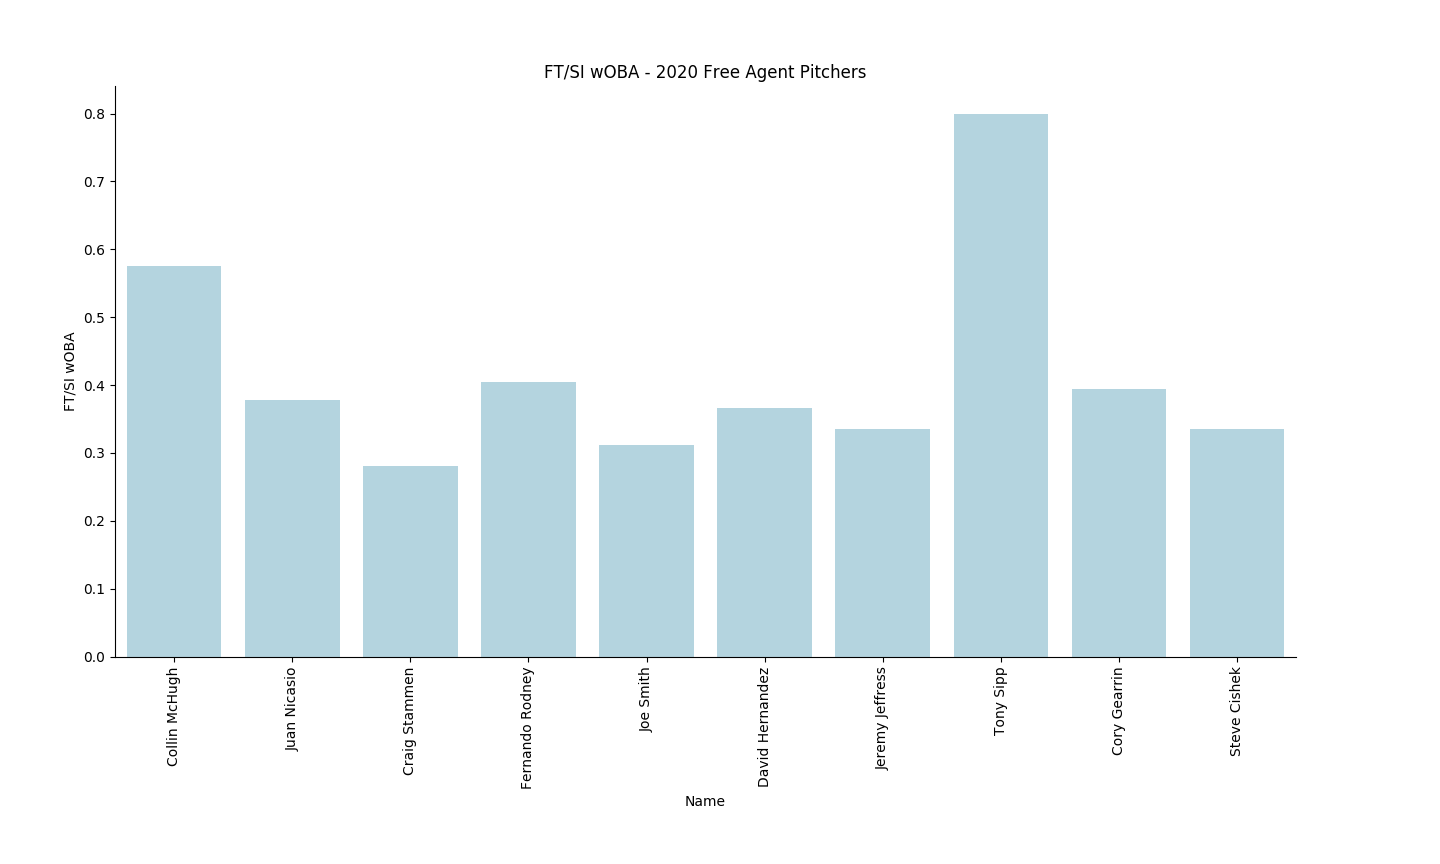 FT/SI wOBA - 2020 Free Agent Pitchers
FT/SI wOBA
0.8
0.7
0.6
0.5
0.4
0.3
0.2
0.1
0.0
Collin McHugh
Juan Nicasio
Craig Stammen
Fernando Rodney
Joe Smith
David Hernandez
Jeremy Jeffress
Tony Sipp
Cory Gearrin
Steve Cishek
Name